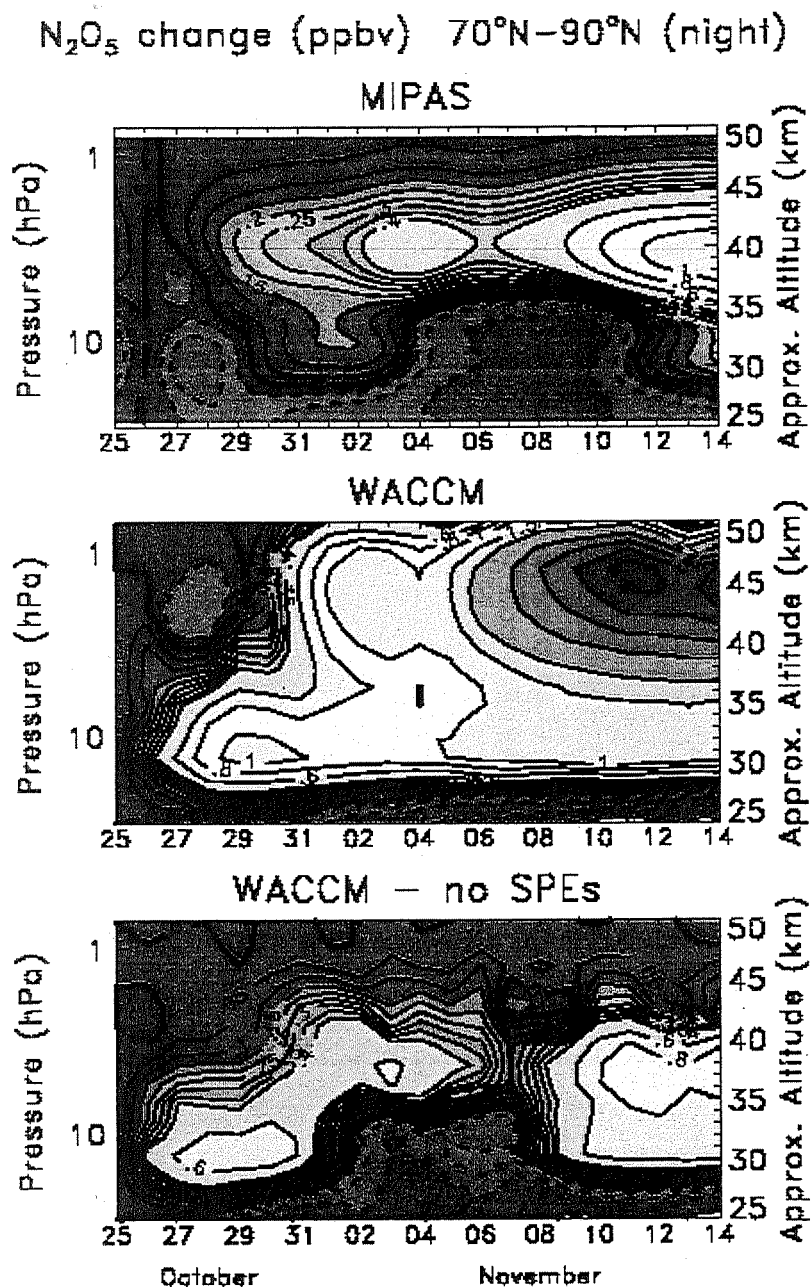 N₂O₅ change (ppbv) 70°N–90°N (night)
MIPAS
Pressure (hPa)
1
10
50
45
40
35
30
25
Approx. Altitude (km)
.2
.25
.4
1
25 27 29 31 02 04 06 08 10 12 14
WACCM
Pressure (hPa)
1
10
50
45
40
35
30
25
Approx. Altitude (km)
.8
1
1
25 27 29 31 02 04 06 08 10 12 14
WACCM – no SPEs
Pressure (hPa)
1
10
50
45
40
35
30
25
Approx. Altitude (km)
.6
.8
25 27 29 31 02 04 06 08 10 12 14
October November